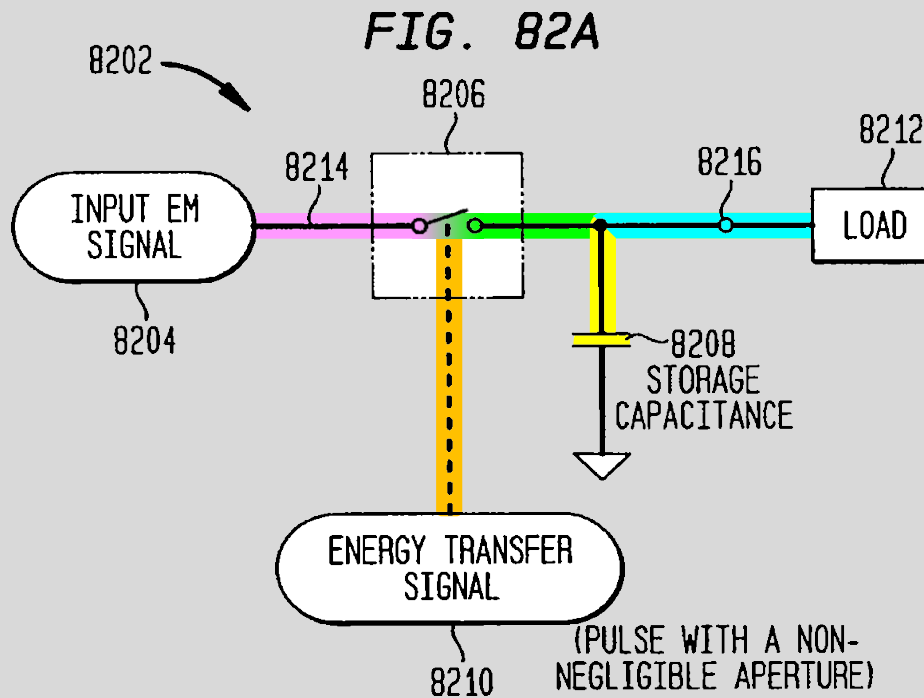 FIG. 82A
8202
8206
8212
8214
8216
INPUT EM
SIGNAL
LOAD
8204
8208
STORAGE
CAPACITANCE
ENERGY TRANSFER
SIGNAL
8210
(PULSE WITH A NON-
NEGLIGIBLE APERTURE)